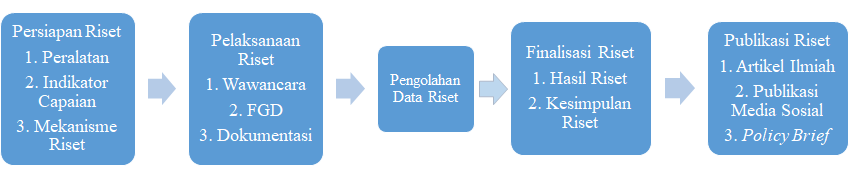 Persiapan Riset
1. Peralatan
2. Indikator
Capaian
3. Mekanisme
Riset
Pelaksanaan
Riset
1. Wawancara
2. FGD
3. Dokumentasi
Pengolahan
Data Riset
Finalisasi Riset
1. Hasil Riset
2. Kesimpulan
Riset
Publikasi Riset
1. Artikel Ilmiah
2. Publikasi
Media Sosial
3. Policy Brief